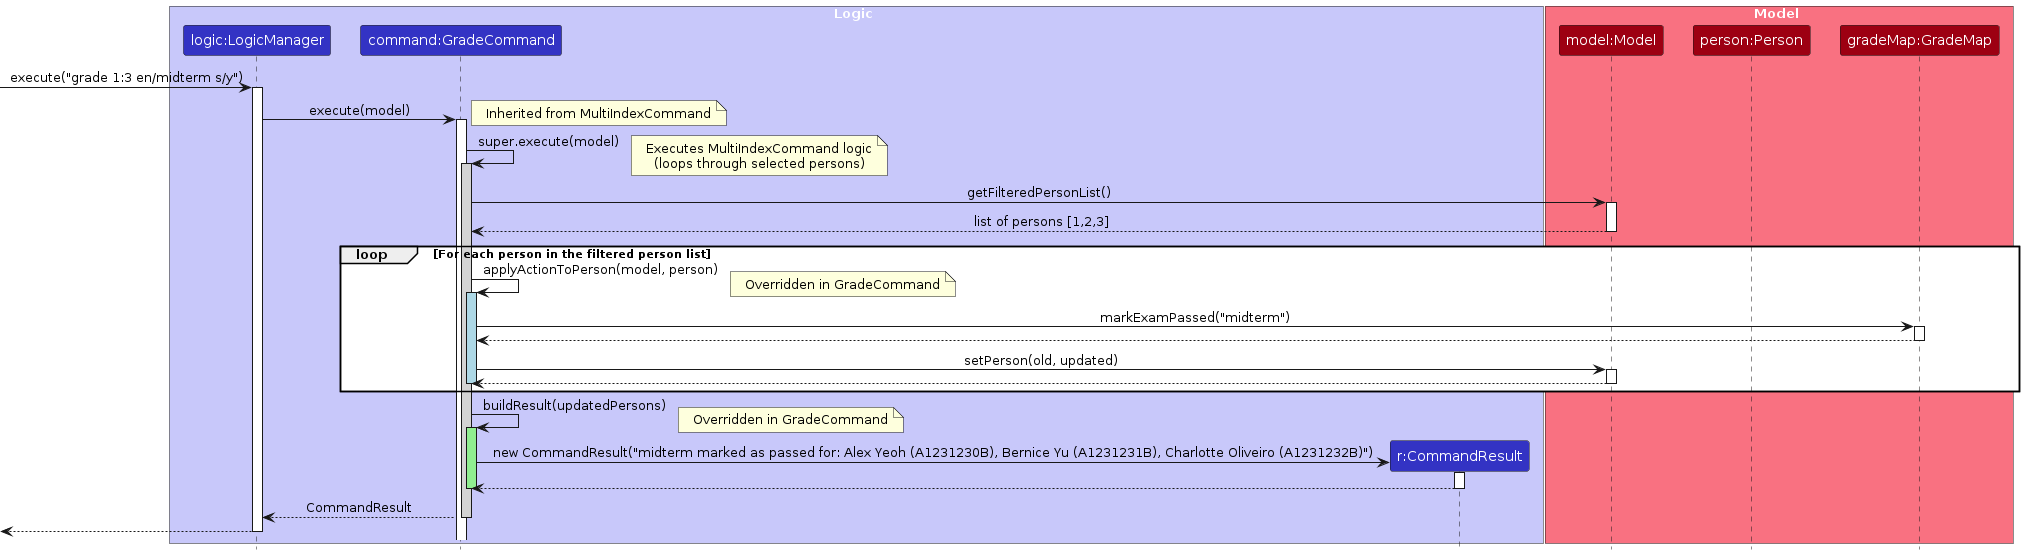 Logic
Model
logic:LogicManager
command:GradeCommand
model:Model
person:Person
gradeMap:GradeMap
execute("grade 1:3 en/midterm s/y")
execute(model)
Inherited from MultiIndexCommand
super.execute(model)
Executes MultiIndexCommand logic
(loops through selected persons)
getFilteredPersonList()
list of persons [1,2,3]
loop
[For each person in the filtered person list]
applyActionToPerson(model, person)
Overridden in GradeCommand
markExamPassed("midterm")
setPerson(old, updated)
buildResult(updatedPersons)
Overridden in GradeCommand
new CommandResult("midterm marked as passed for: Alex Yeoh (A1231230B), Bernice Yu (A1231231B), Charlotte Oliveiro (A1231232B)")
r:CommandResult
CommandResult